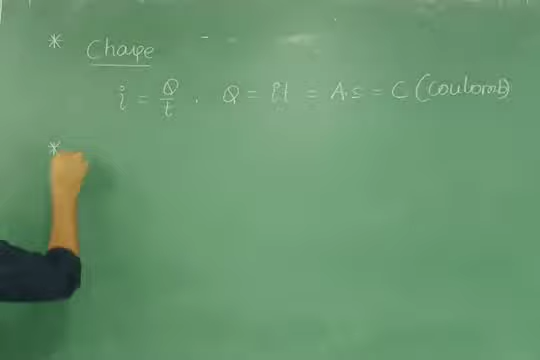 * Charge
i = Q/t . Q = it = A.s = C (Coulomb)
*